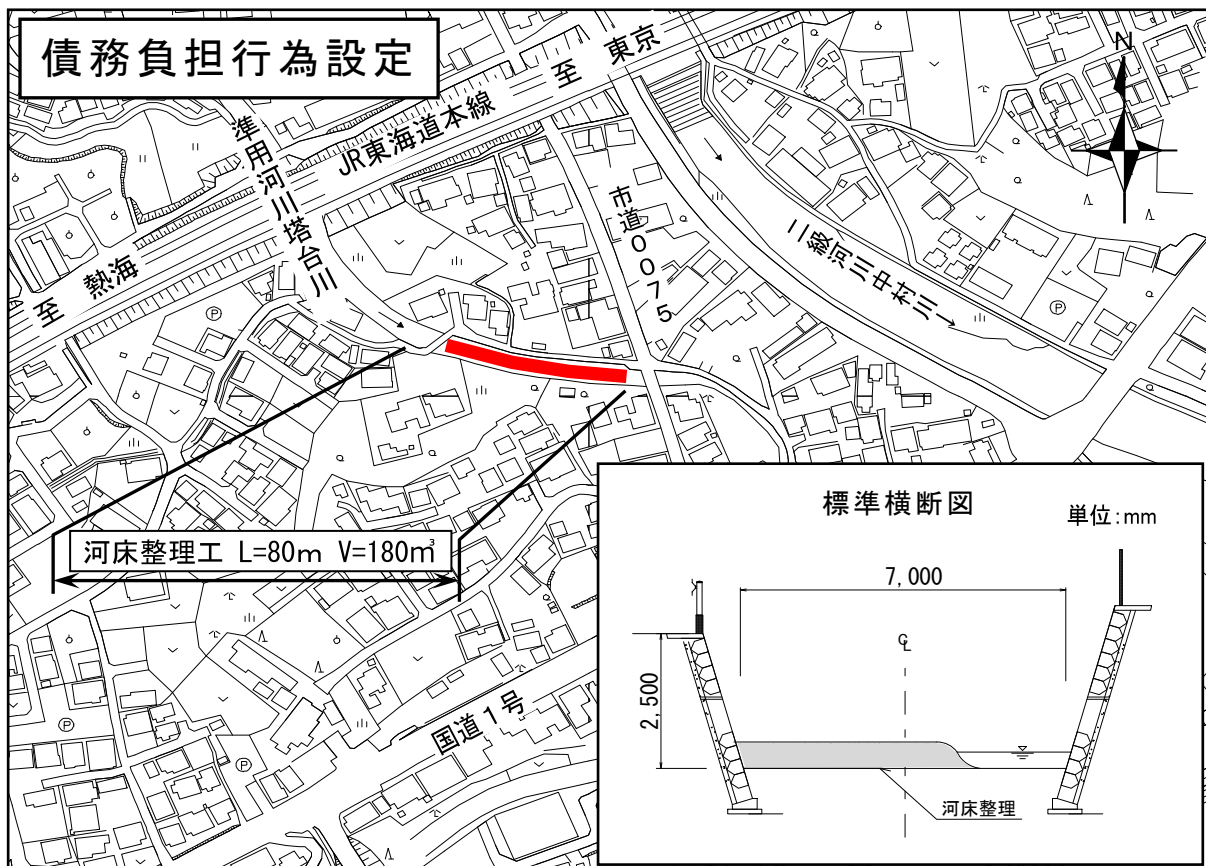 債務負担行為設定
至 東京
JR東海道本線
至 熱海
準用河川塔台川
市道0075
二級河川中村川→
N
河床整理工 L=80m V=180㎥
国道1号
Ⓟ
Ⓟ
Ⓟ
Ⓟ
標準横断図
単位:mm
7,000
℄
2,500
河床整理